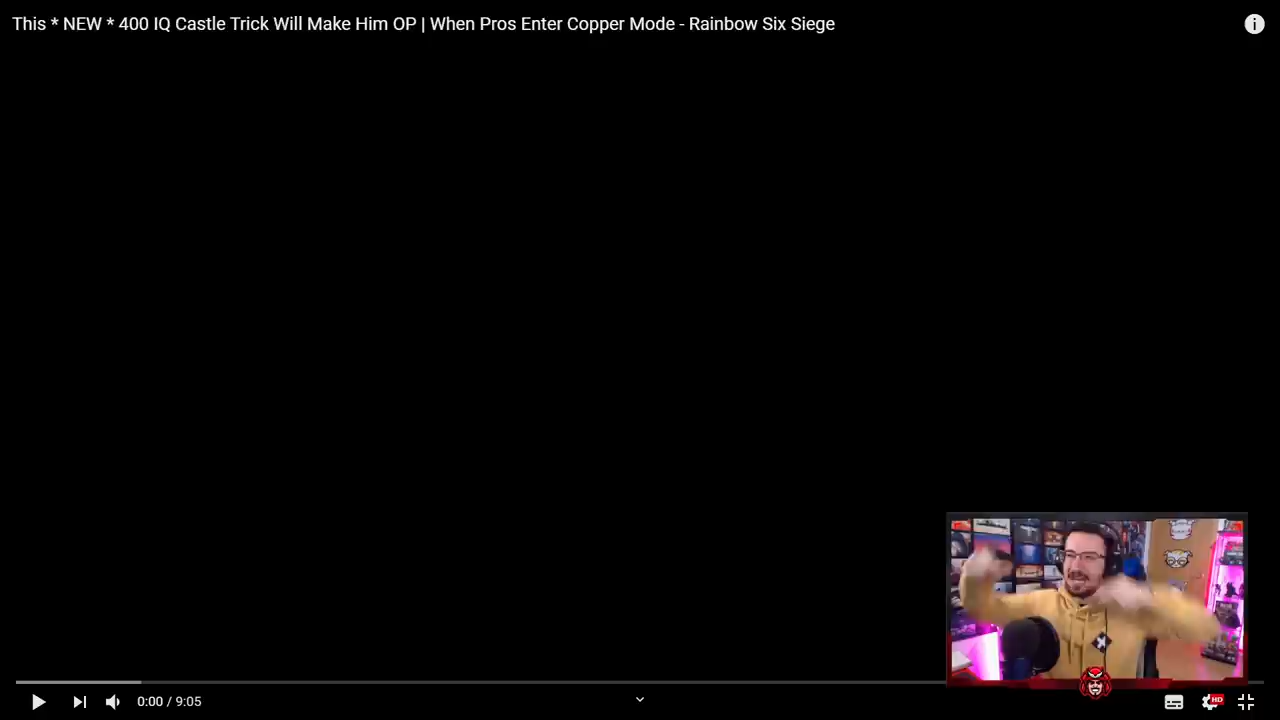 This * NEW * 400 IQ Castle Trick Will Make Him OP | When Pros Enter Copper Mode - Rainbow Six Siege
0:00 / 9:05
HD